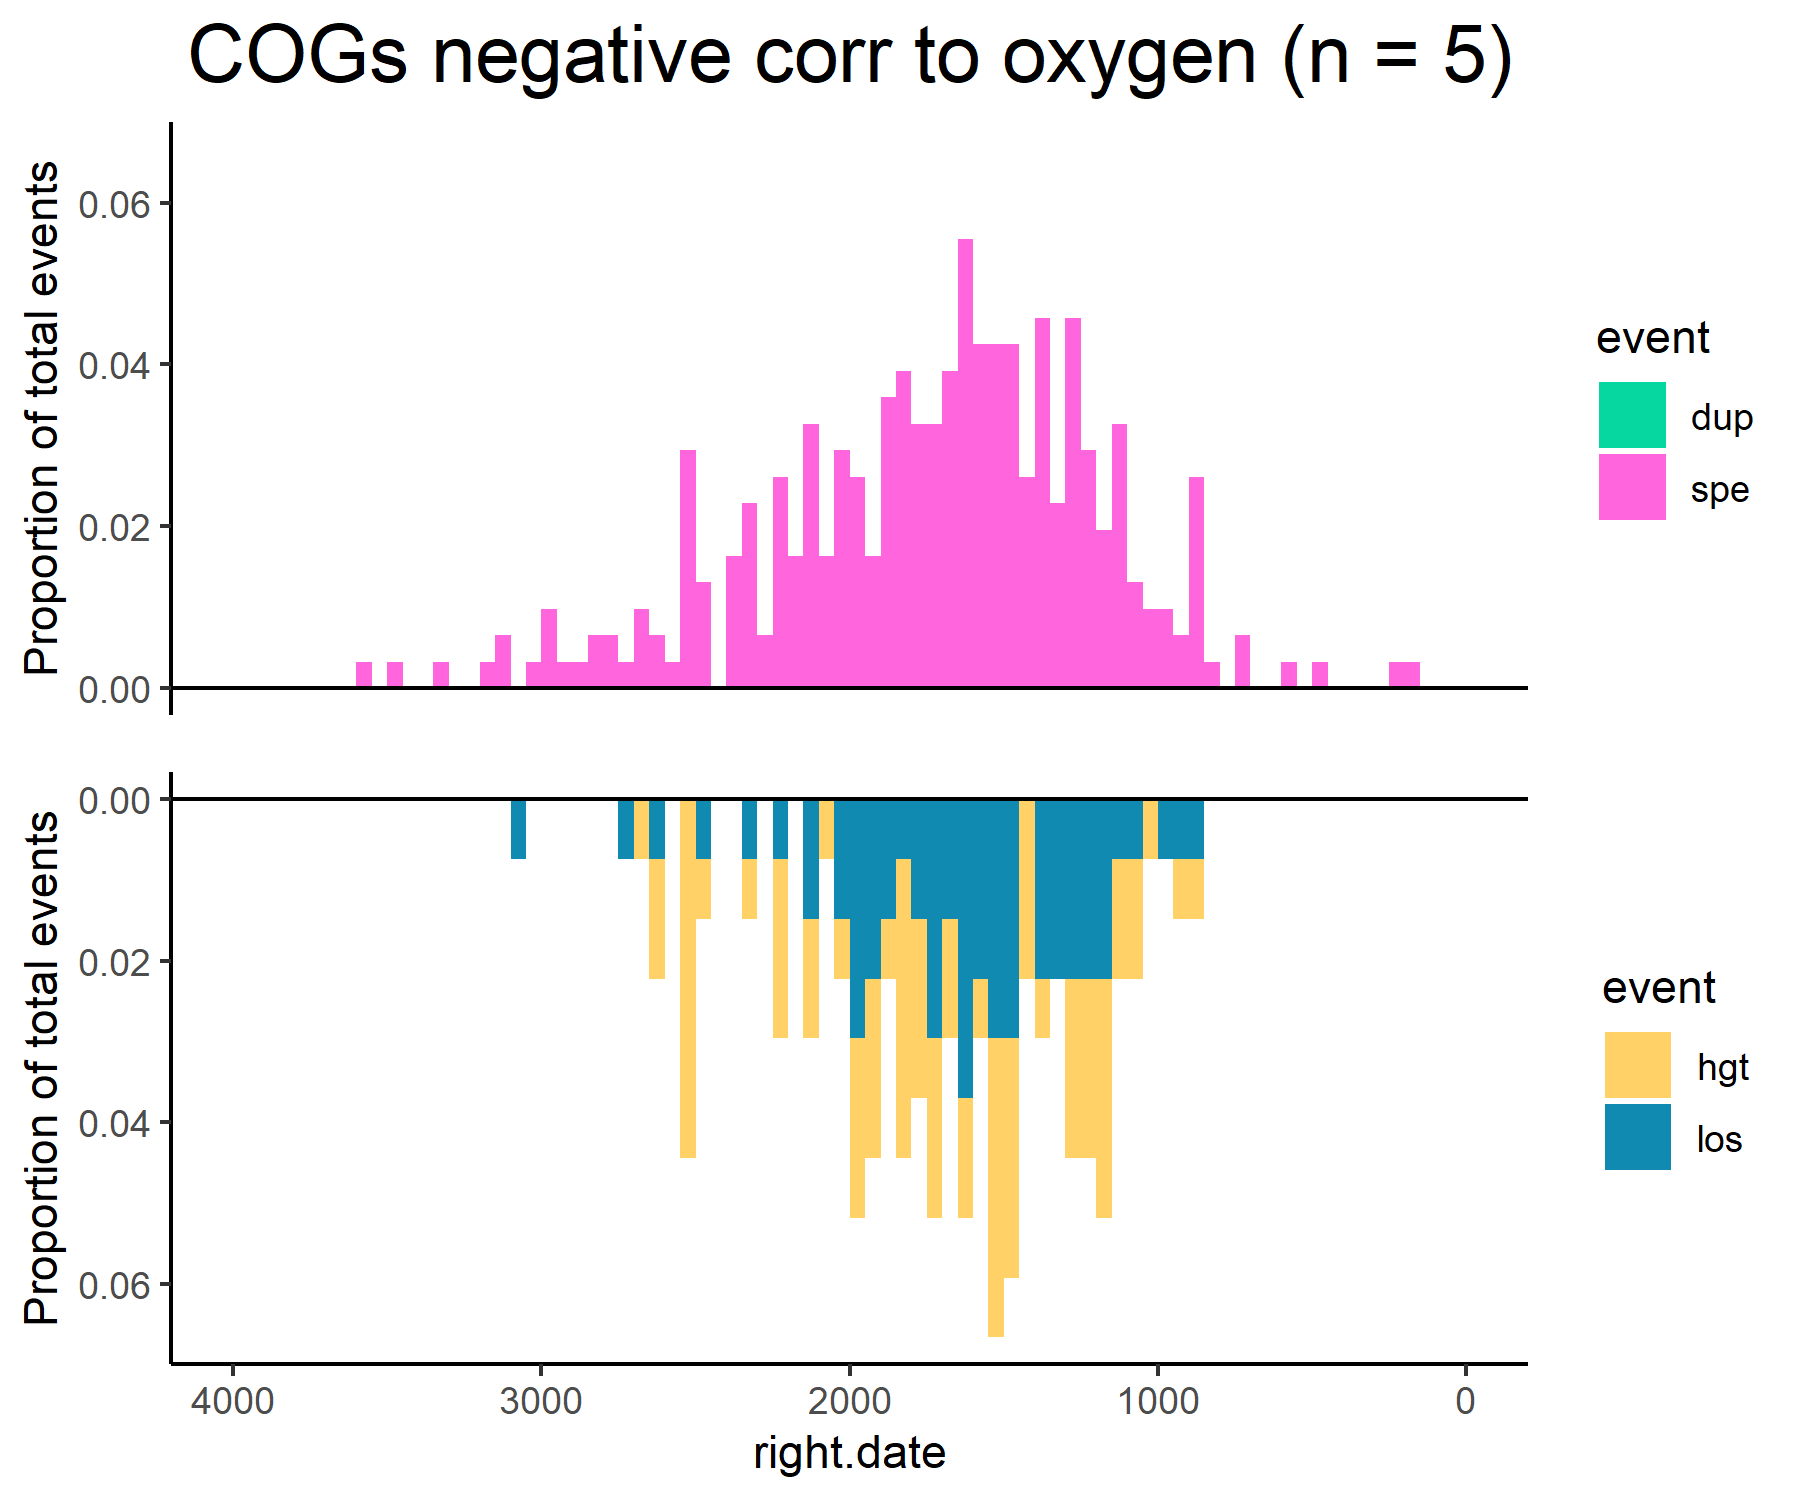 COGs negative corr to oxygen (n = 5)
Proportion of total events
0.06
0.04
0.02
0.00
event
dup
spe
Proportion of total events
0.00
0.02
0.04
0.06
event
hgt
los
4000 3000 2000 1000 0
right.date